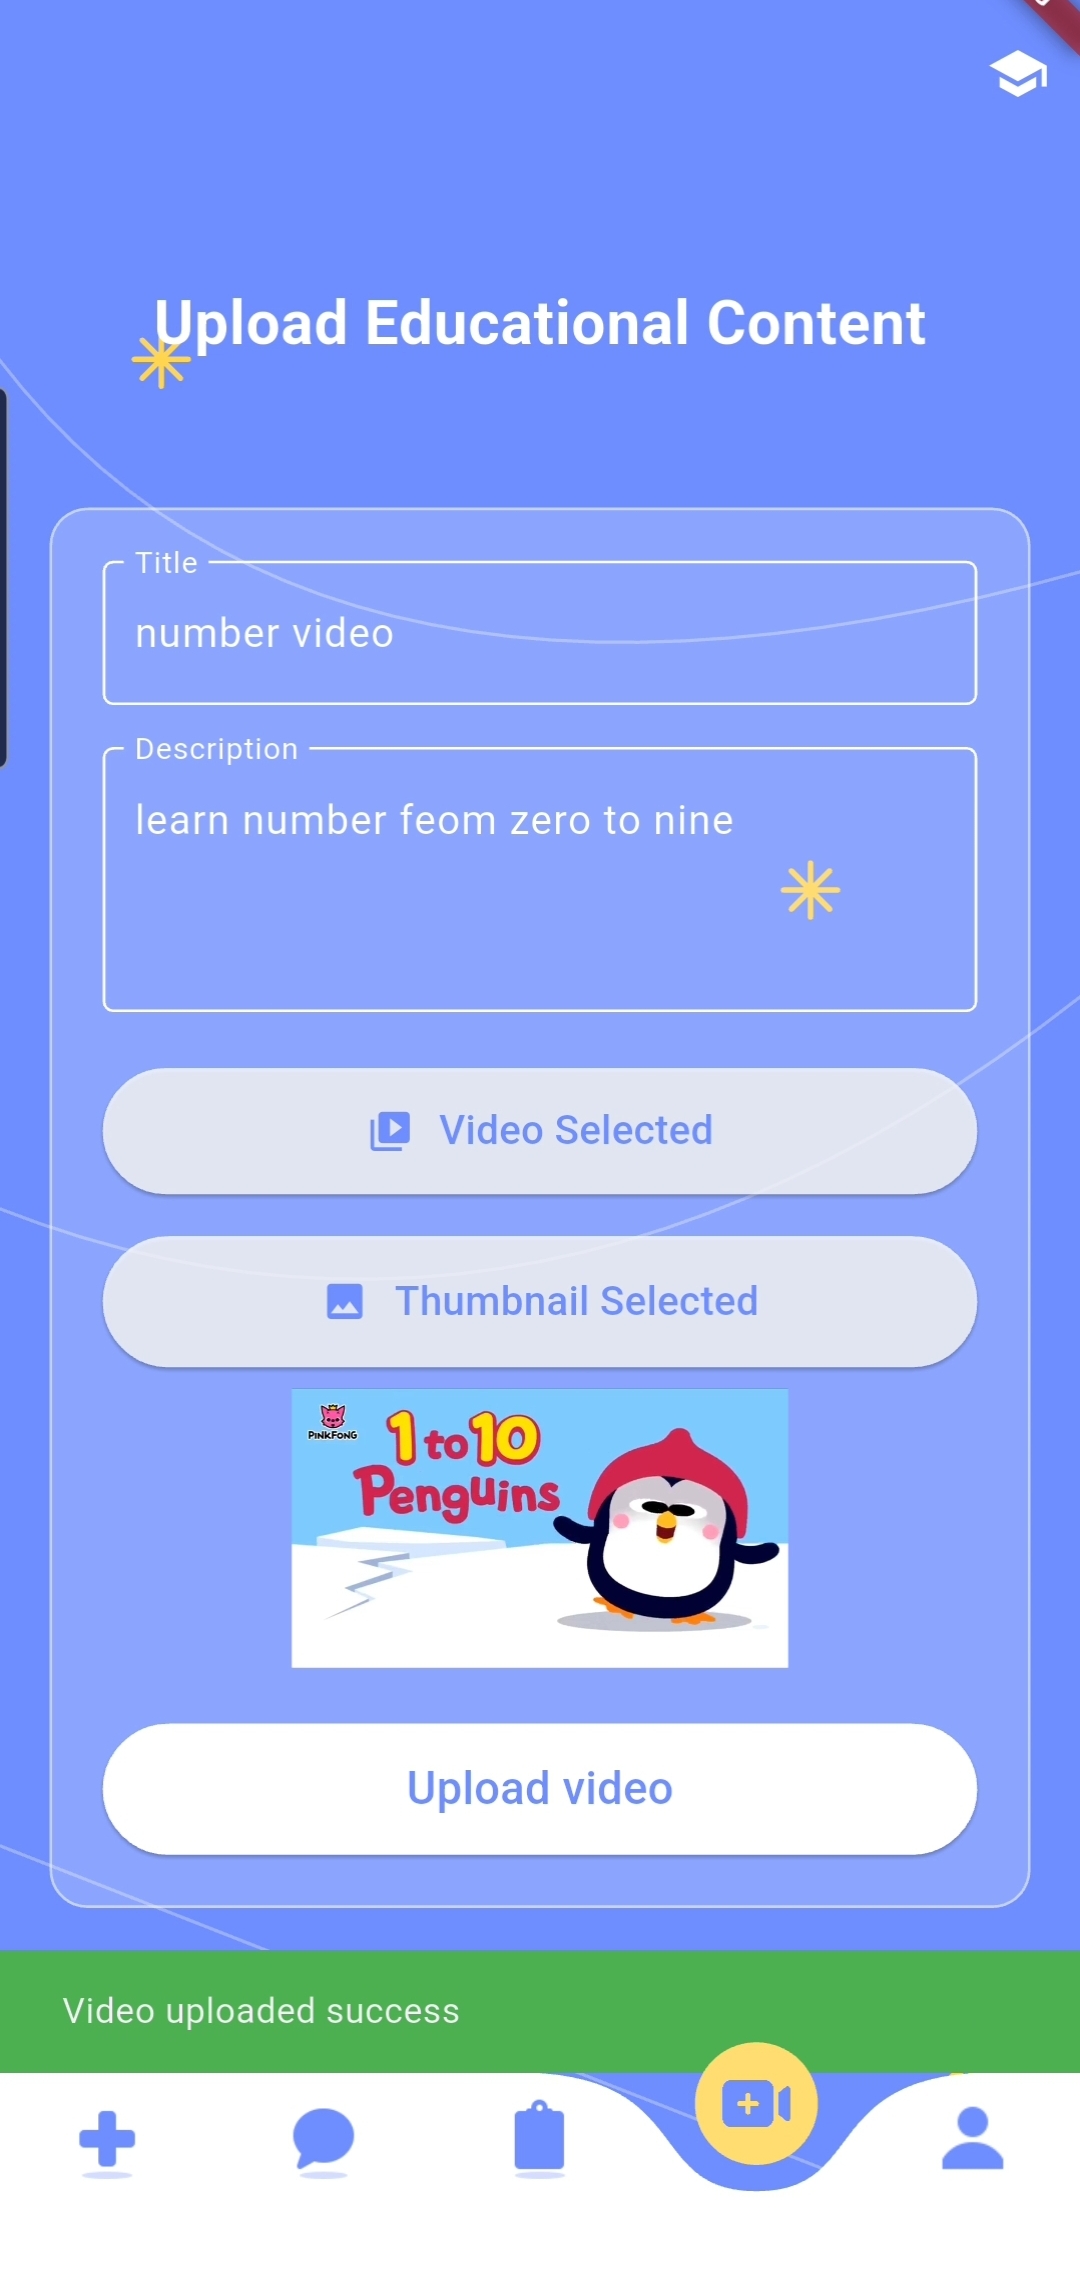 Upload Educational Content
Title
number video
Description
learn number feom zero to nine
Video Selected
Thumbnail Selected
PINKFONG
1 to 10
Penguins
Upload video
Video uploaded success